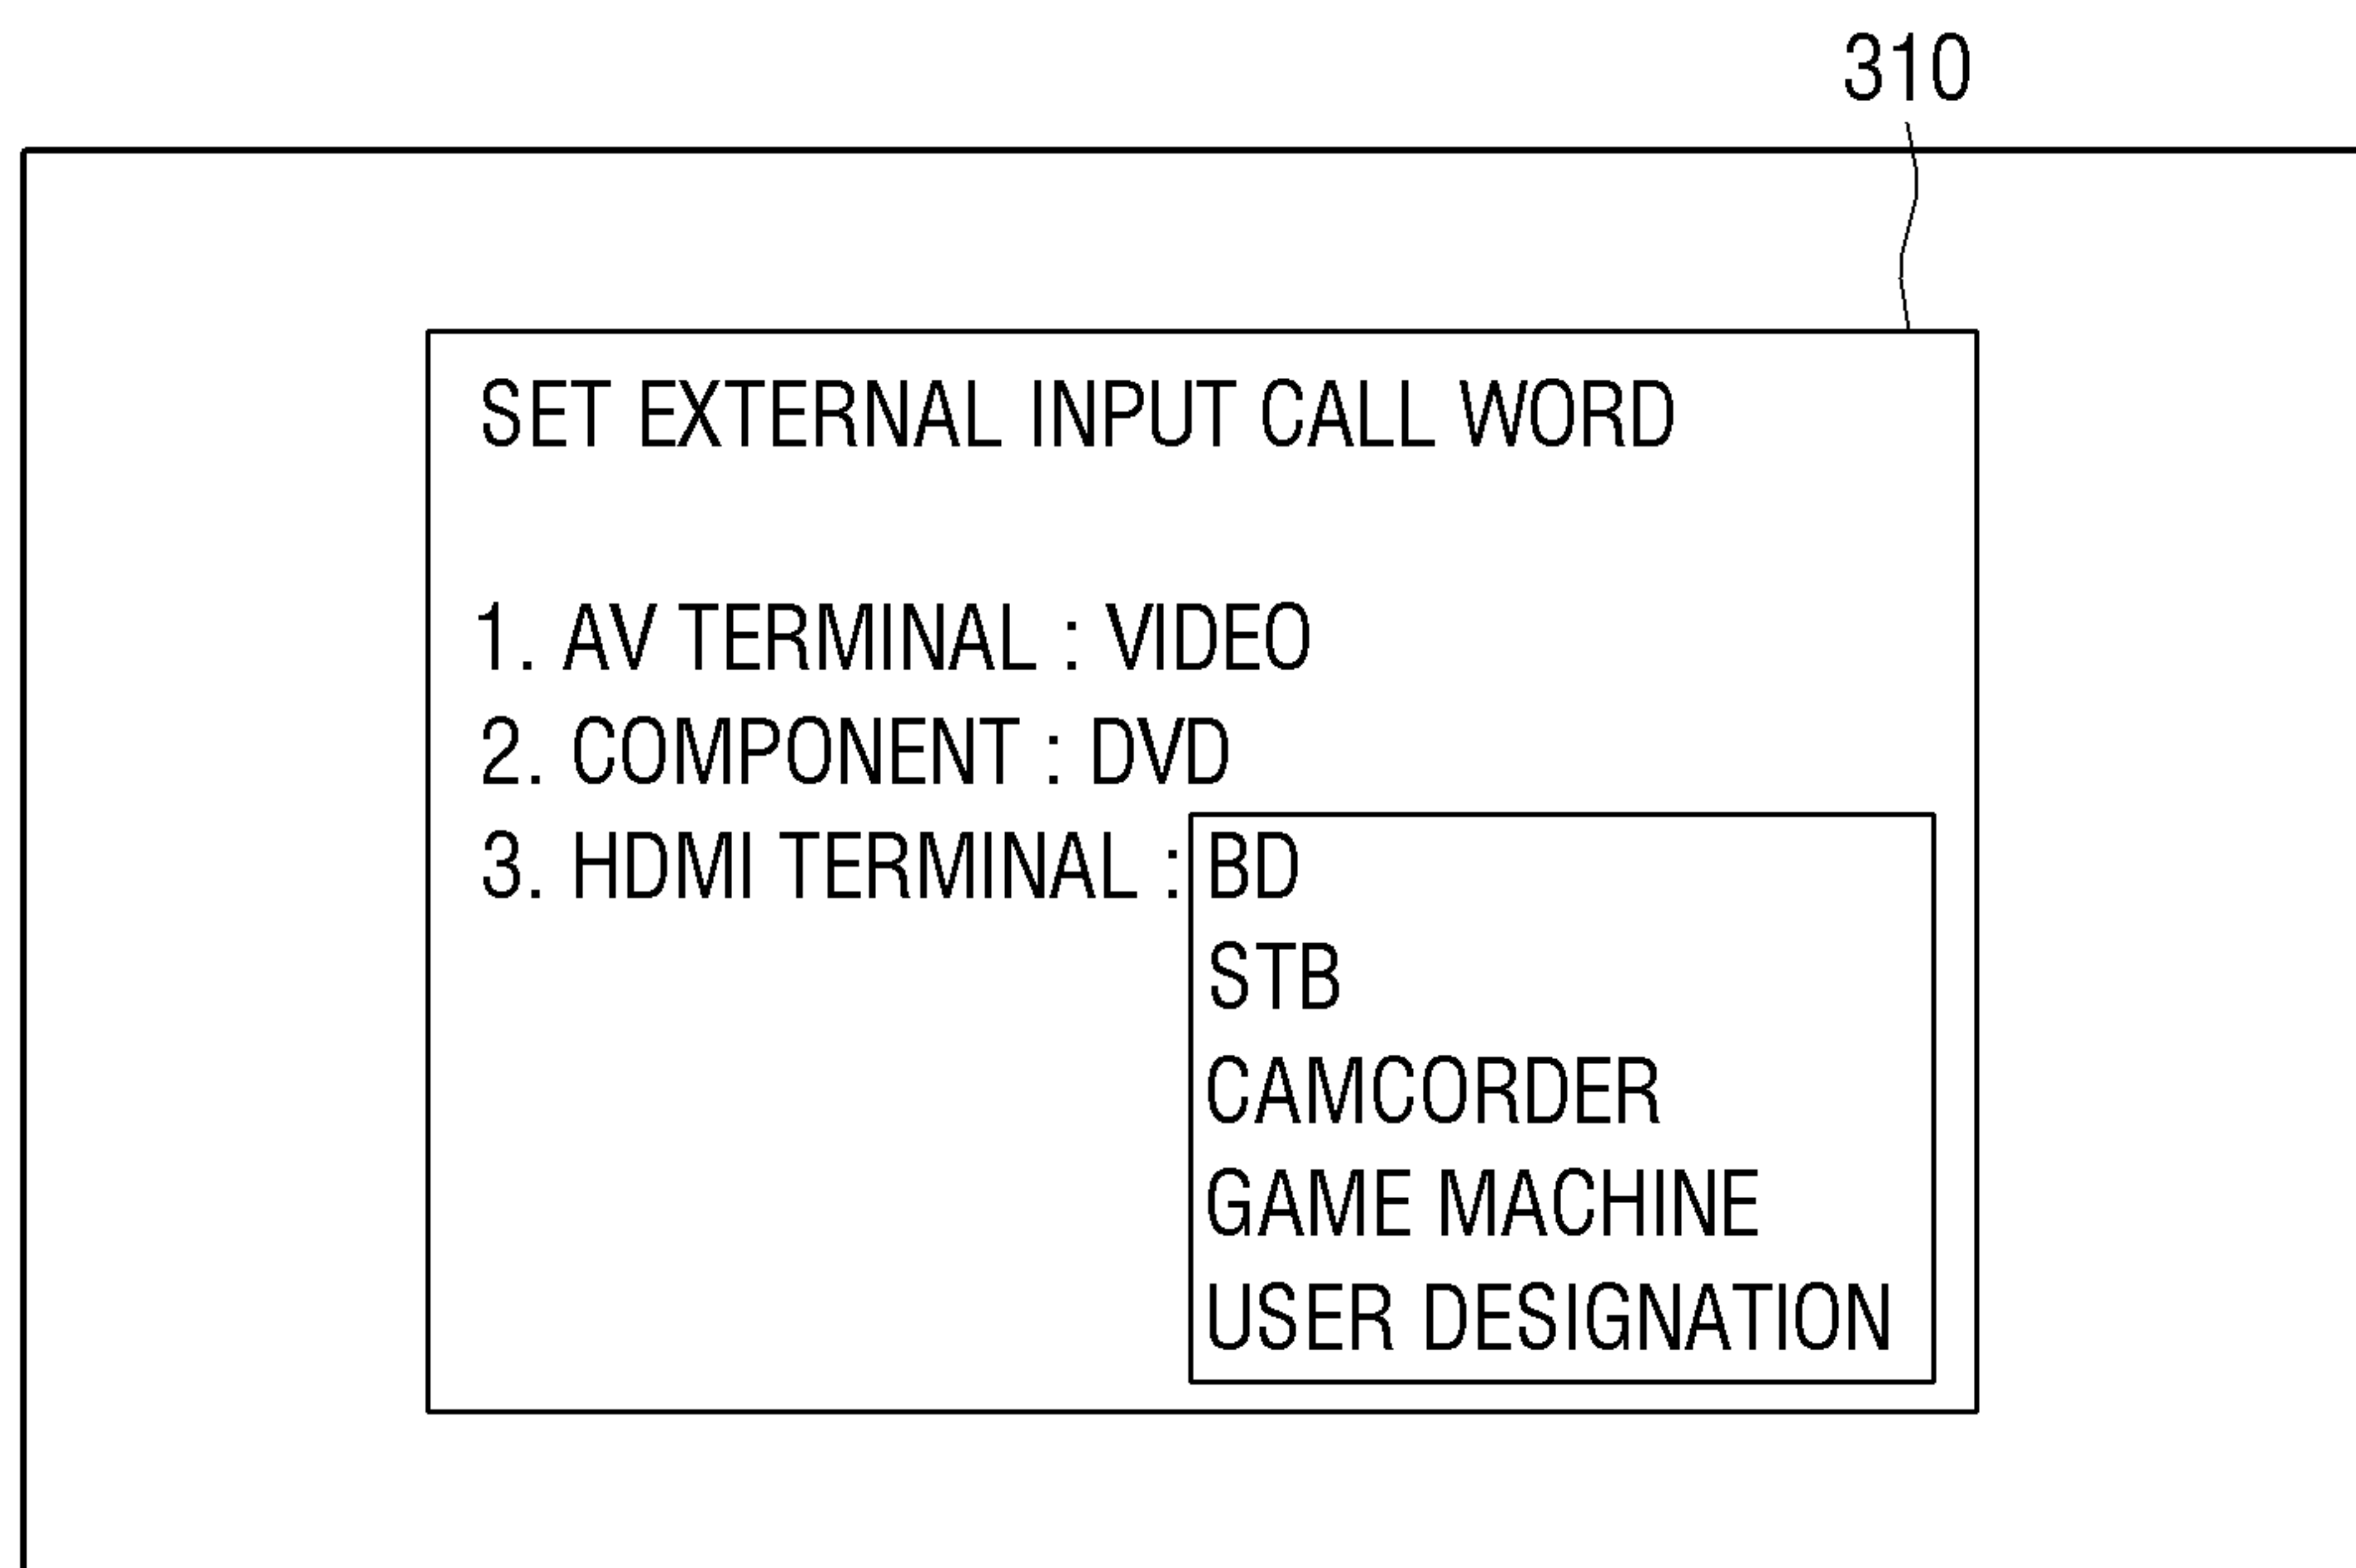 310
SET EXTERNAL INPUT CALL WORD
1. AV TERMINAL : VIDEO
2. COMPONENT : DVD
3. HDMI TERMINAL : BD
STB
CAMCORDER
GAME MACHINE
USER DESIGNATION